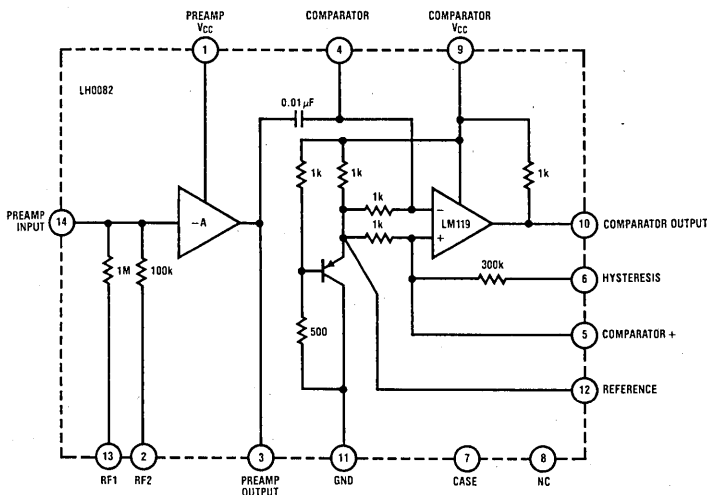 PREAMP
VCC
1
COMPARATOR
4
COMPARATOR
VCC
9
LH0082
0.01 μF
1k
1k
1k
1k
1k
PREAMP
INPUT
14
–A
–
+
LM119
10
COMPARATOR OUTPUT
1M
100k
300k
6
HYSTERESIS
500
5
COMPARATOR +
12
REFERENCE
13
RF1
2
RF2
3
PREAMP
OUTPUT
11
GND
7
CASE
8
NC